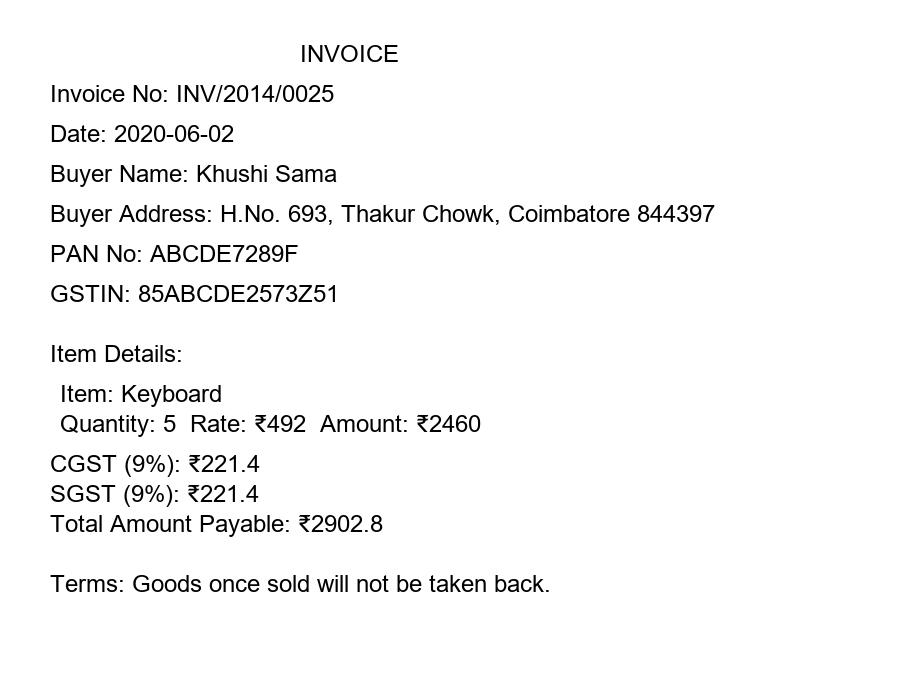 INVOICE
Invoice No: INV/2014/0025
Date: 2020-06-02
Buyer Name: Khushi Sama
Buyer Address: H.No. 693, Thakur Chowk, Coimbatore 844397
PAN No: ABCDE7289F
GSTIN: 85ABCDE2573Z51
Item Details:
Item: Keyboard
Quantity: 5  Rate: ₹492  Amount: ₹2460
CGST (9%): ₹221.4
SGST (9%): ₹221.4
Total Amount Payable: ₹2902.8
Terms: Goods once sold will not be taken back.